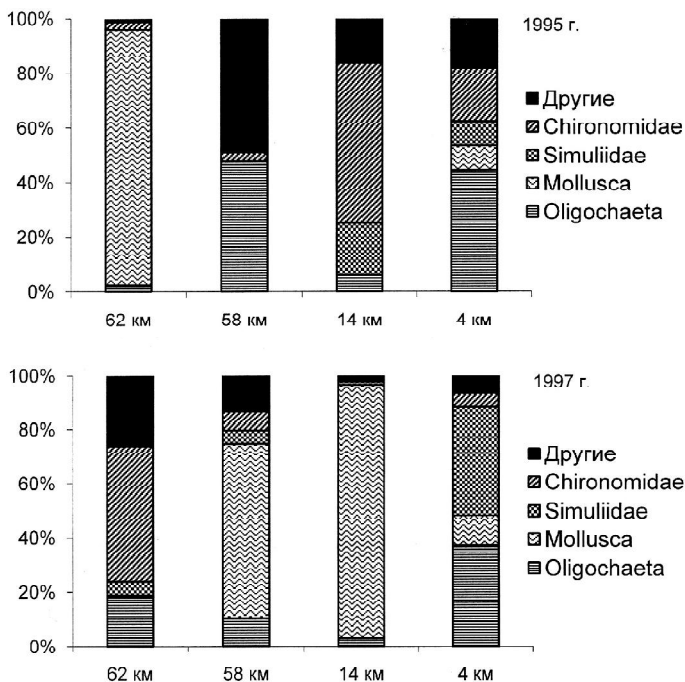 100%
80%
60%
40%
20%
0%
62 км
58 км
14 км
4 км
1995 г.
Другие
Chironomidae
Simuliidae
Mollusca
Oligochaeta
100%
80%
60%
40%
20%
0%
62 км
58 км
14 км
4 км
1997 г.
Другие
Chironomidae
Simuliidae
Mollusca
Oligochaeta